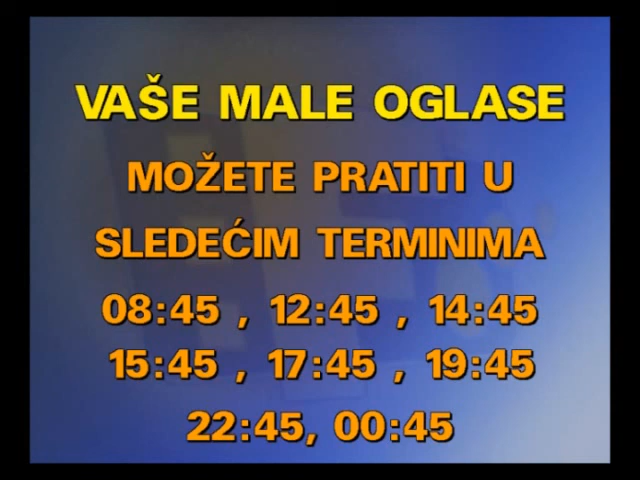 VAŠE MALE OGLASE
MOŽETE PRATITI U
SLEDEĆIM TERMINIMA
08:45 , 12:45 , 14:45
15:45 , 17:45 , 19:45
22:45, 00:45